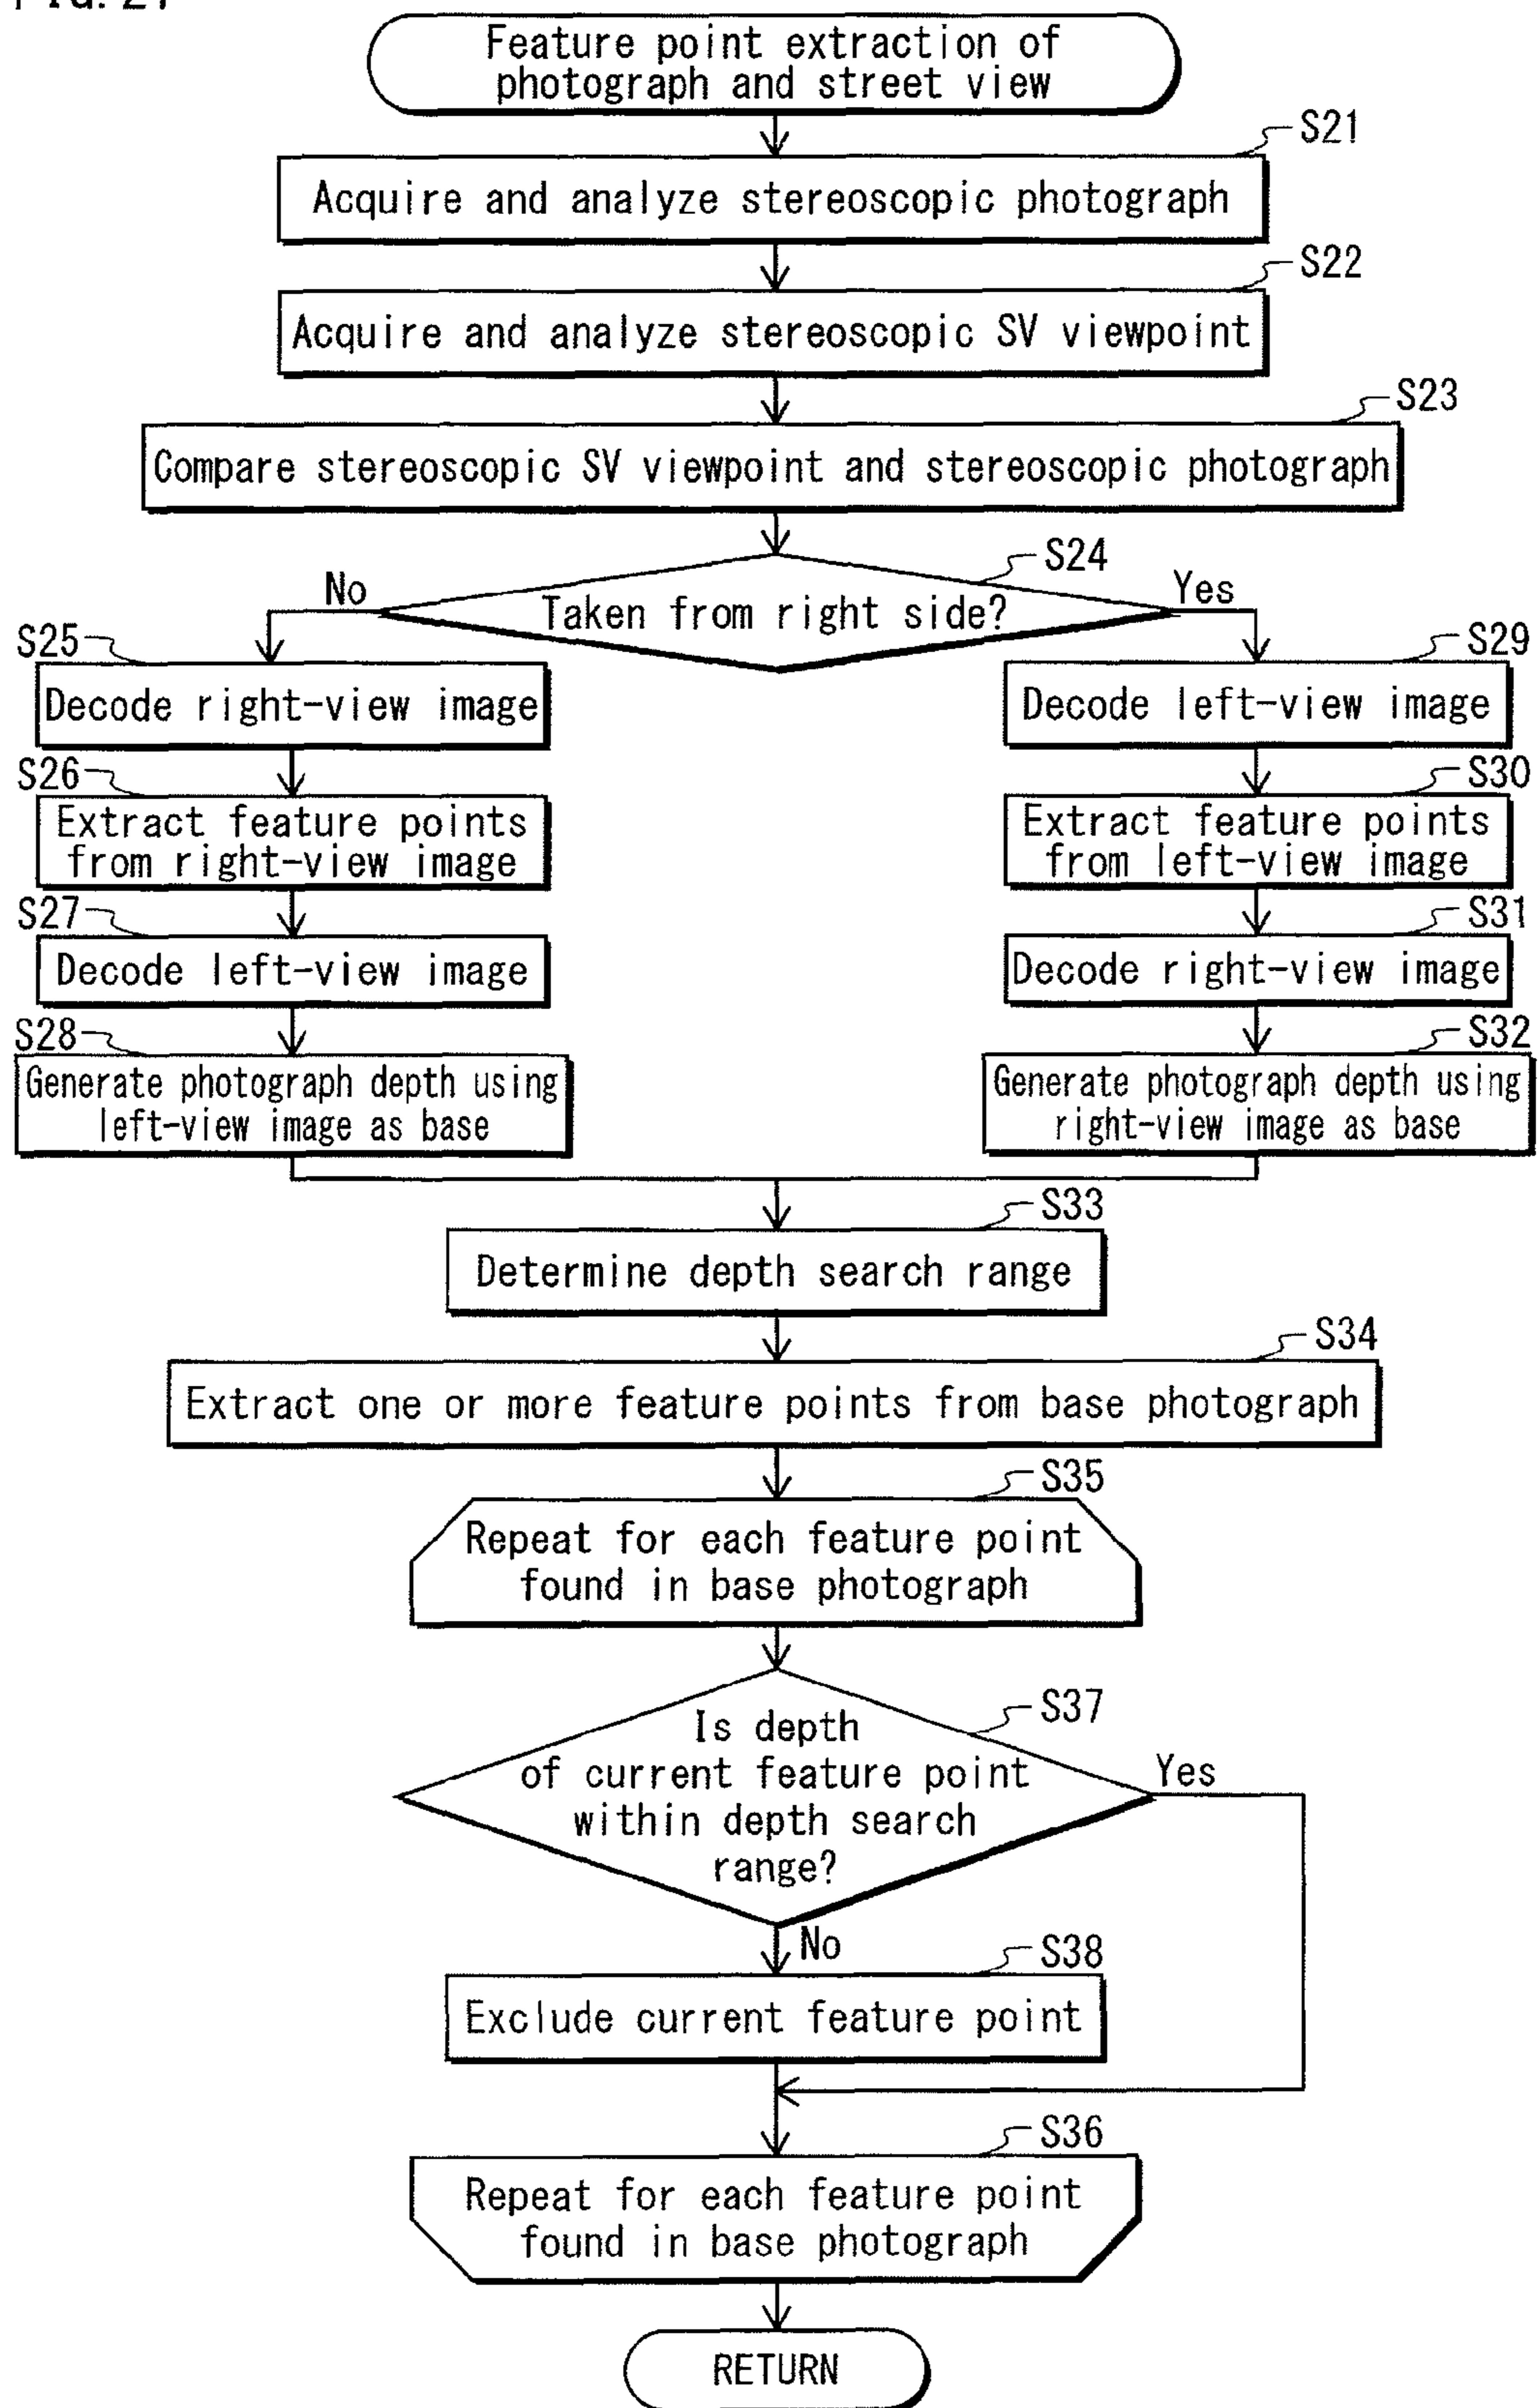 Feature point extraction of
photograph and street view
S21
Acquire and analyze stereoscopic photograph
S22
Acquire and analyze stereoscopic SV viewpoint
S23
Compare stereoscopic SV viewpoint and stereoscopic photograph
S24
No
Taken from right side?
Yes
S25
Decode right-view image
S26
Extract feature points
from right-view image
S27
Decode left-view image
S28
Generate photograph depth using
left-view image as base
S29
Decode left-view image
S30
Extract feature points
from left-view image
S31
Decode right-view image
S32
Generate photograph depth using
right-view image as base
S33
Determine depth search range
S34
Extract one or more feature points from base photograph
S35
Repeat for each feature point
found in base photograph
S37
Is depth
of current feature point
within depth search
range?
Yes
No
S38
Exclude current feature point
S36
Repeat for each feature point
found in base photograph
RETURN